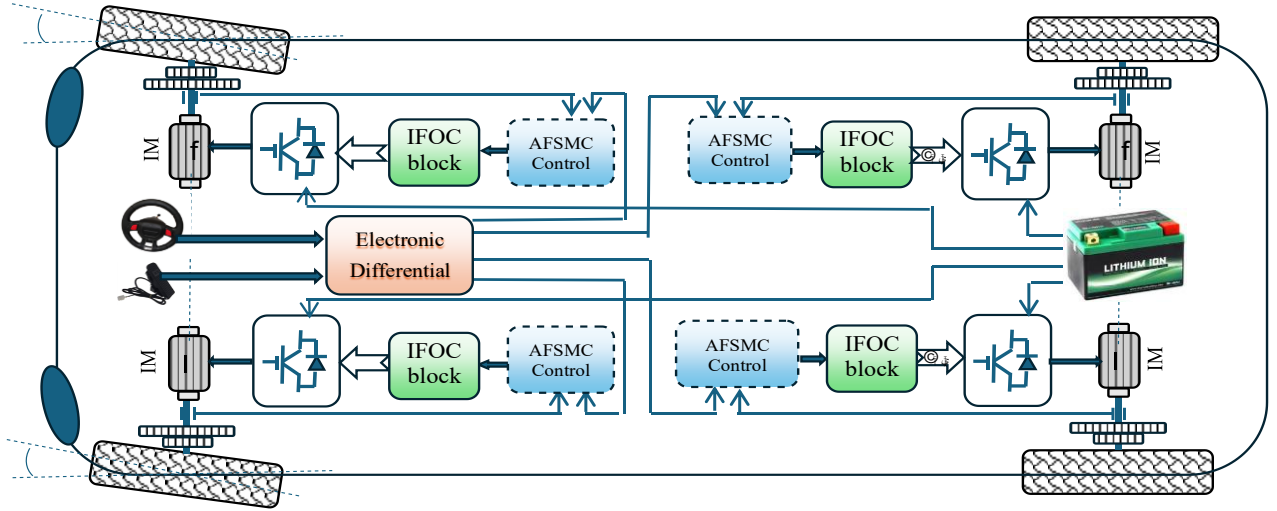 IM
f
IFOC
block
AFSMC
Control
AFSMC
Control
IFOC
block
©
f
IM
Electronic
Differential
LITHIUM ION
IM
l
IFOC
block
AFSMC
Control
AFSMC
Control
IFOC
block
©
l
IM